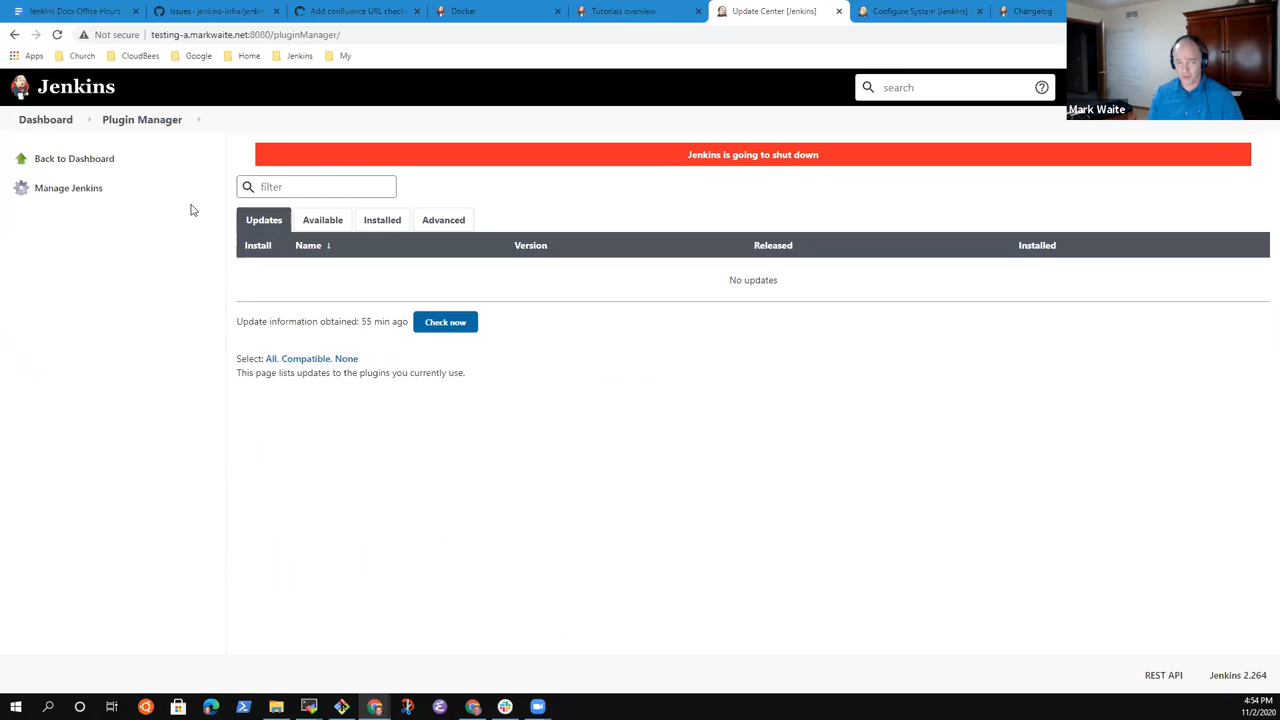 Jenkins Docs Office Hours
Issues · jenkins-infra/jenki
Add confluence URL check
Docker
Tutorials overview
Update Center [Jenkins]
Configure System [Jenkins]
Changelog
Not secure
testing-a.markwaite.net:8080/pluginManager/
Apps
Church
CloudBees
Google
Home
Jenkins
My
Mark Waite
Jenkins
search
Dashboard
Plugin Manager
Back to Dashboard
Manage Jenkins
Jenkins is going to shut down
filter
Updates
Available
Installed
Advanced
Install
Name ↓
Version
Released
Installed
No updates
Update information obtained: 55 min ago
Check now
Select: All, Compatible, None
This page lists updates to the plugins you currently use.
REST API
Jenkins 2.264
4:54 PM
11/2/2020